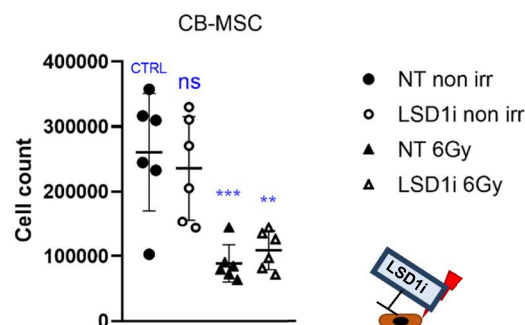 CB-MSC
Cell count
400000
300000
200000
100000
0
CTRL
ns
***
**
NT non irr
LSD1i non irr
NT 6Gy
LSD1i 6Gy
LSD1i